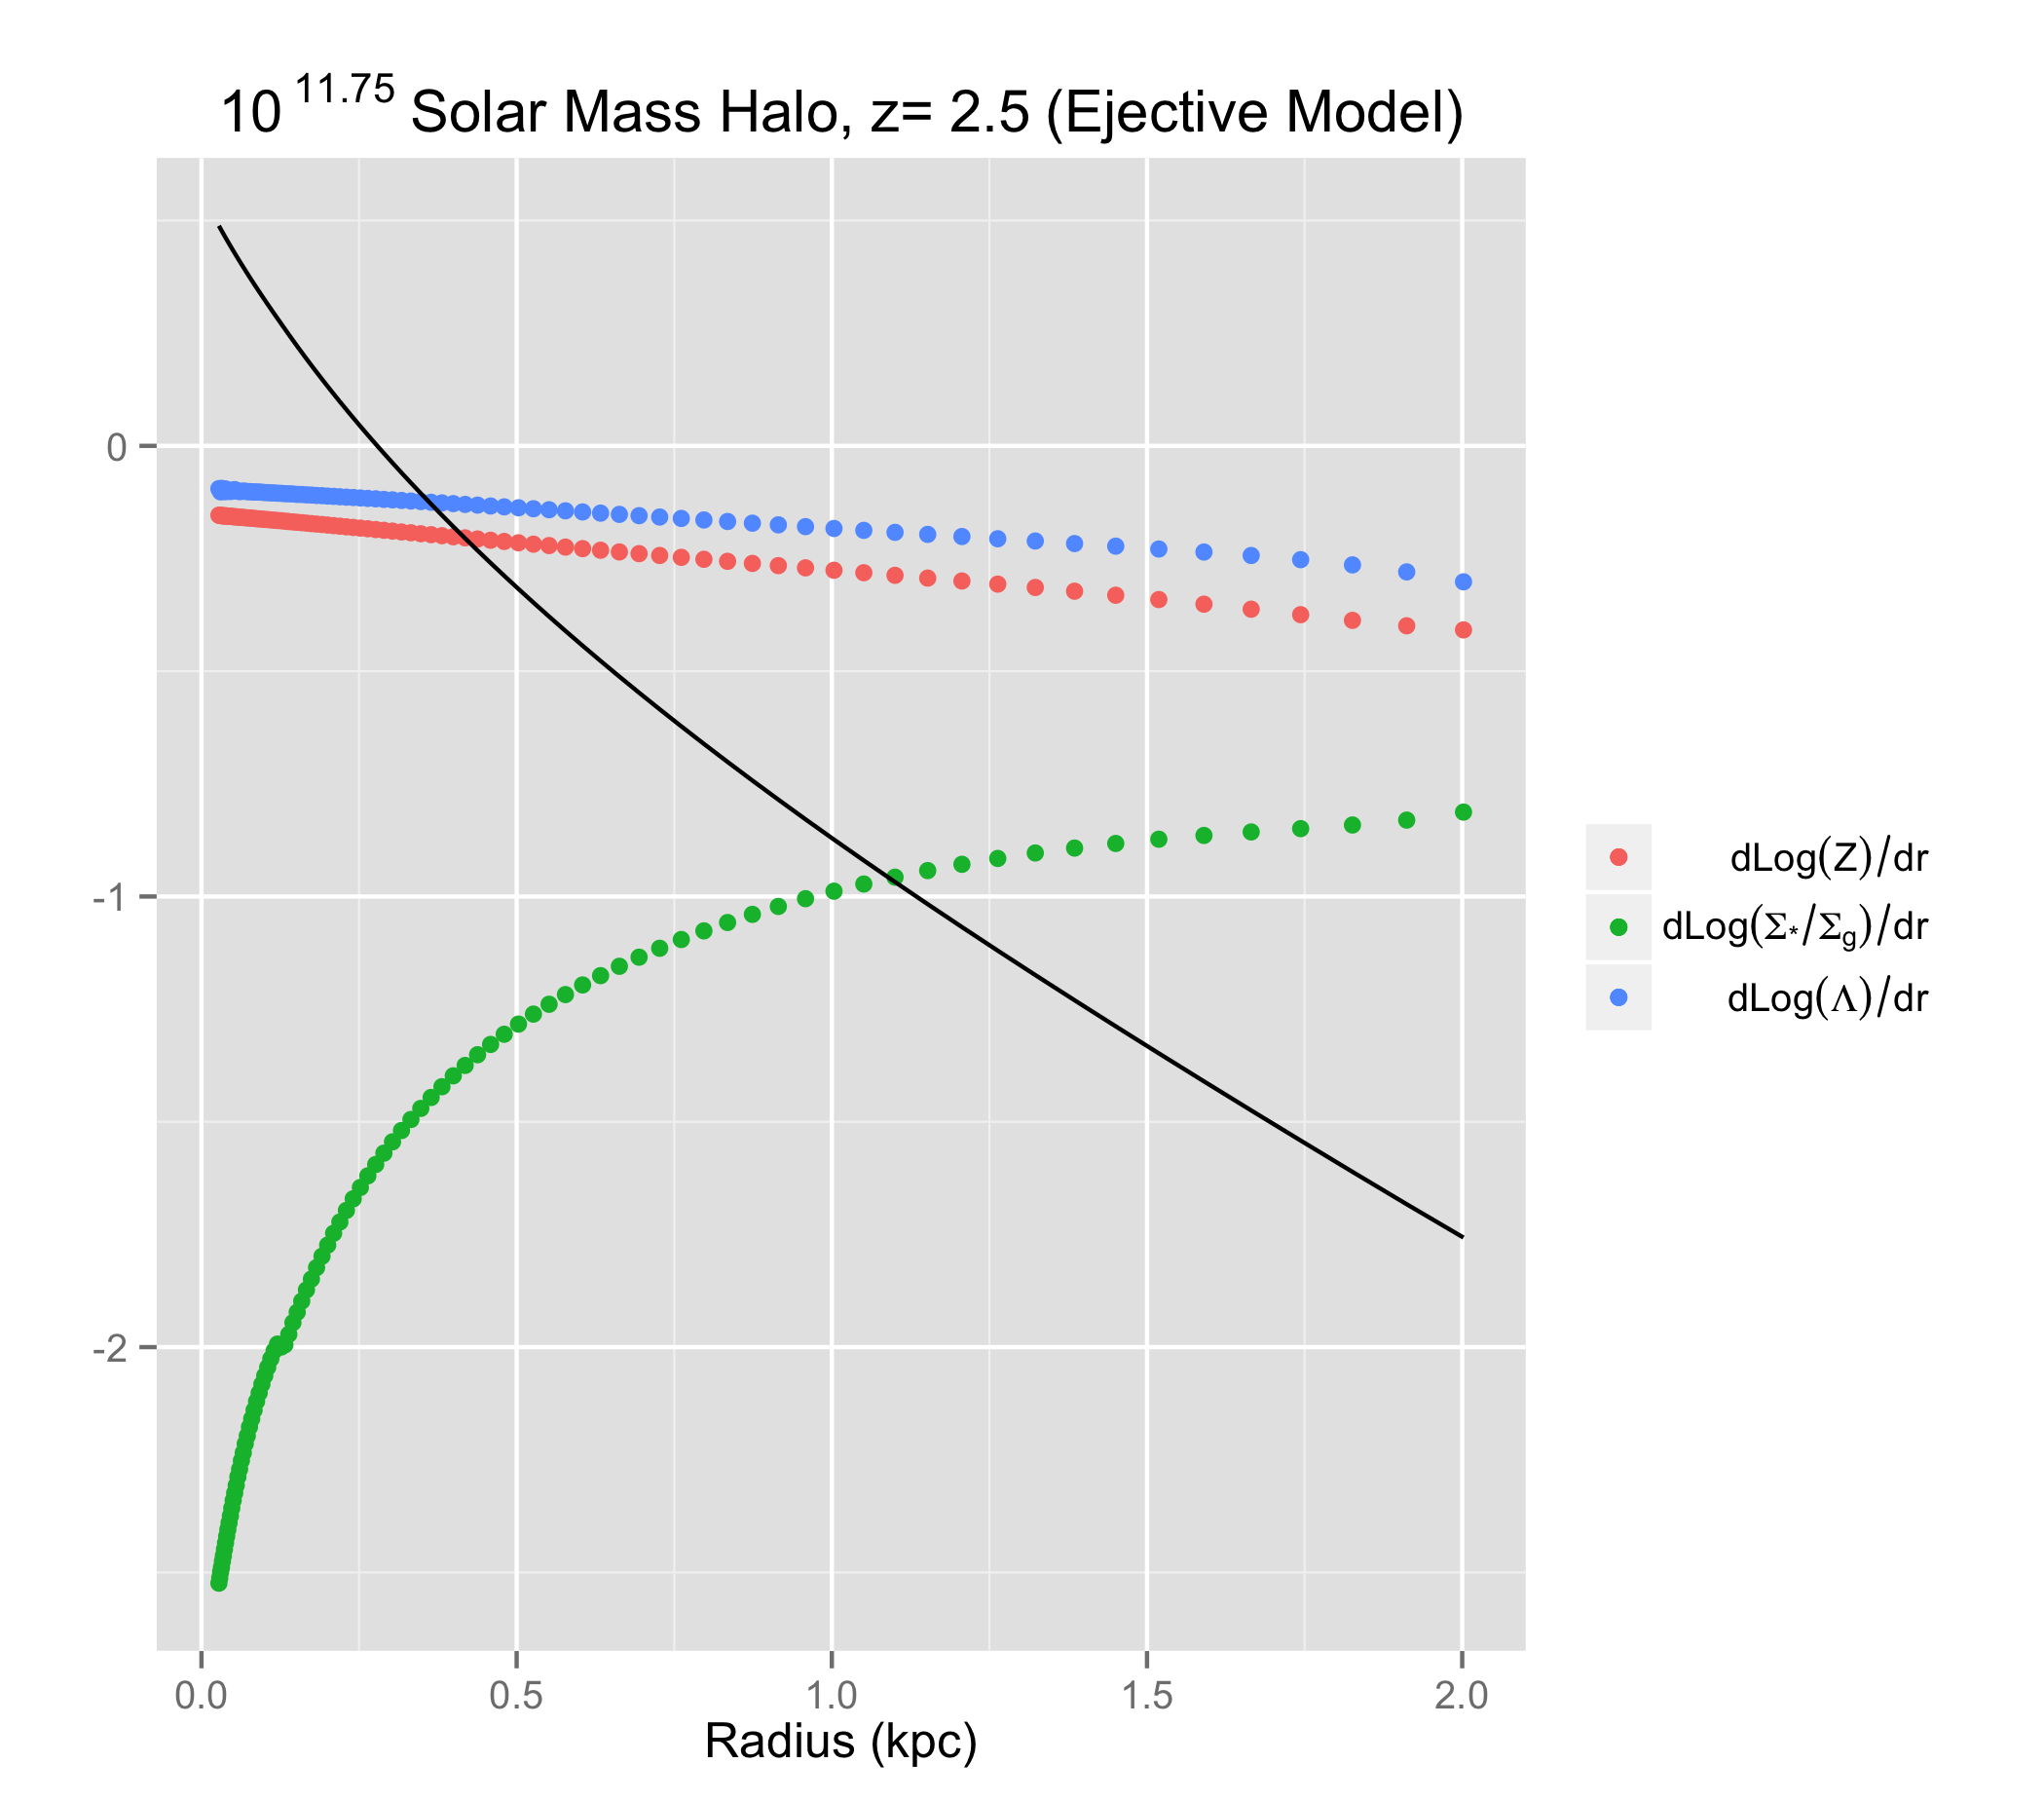 10^11.75 Solar Mass Halo, z= 2.5 (Ejective Model)
0
-1
-2
0.0 0.5 1.0 1.5 2.0
Radius (kpc)
dLog(Z)/dr
dLog(Σ*/Σg)/dr
dLog(Λ)/dr